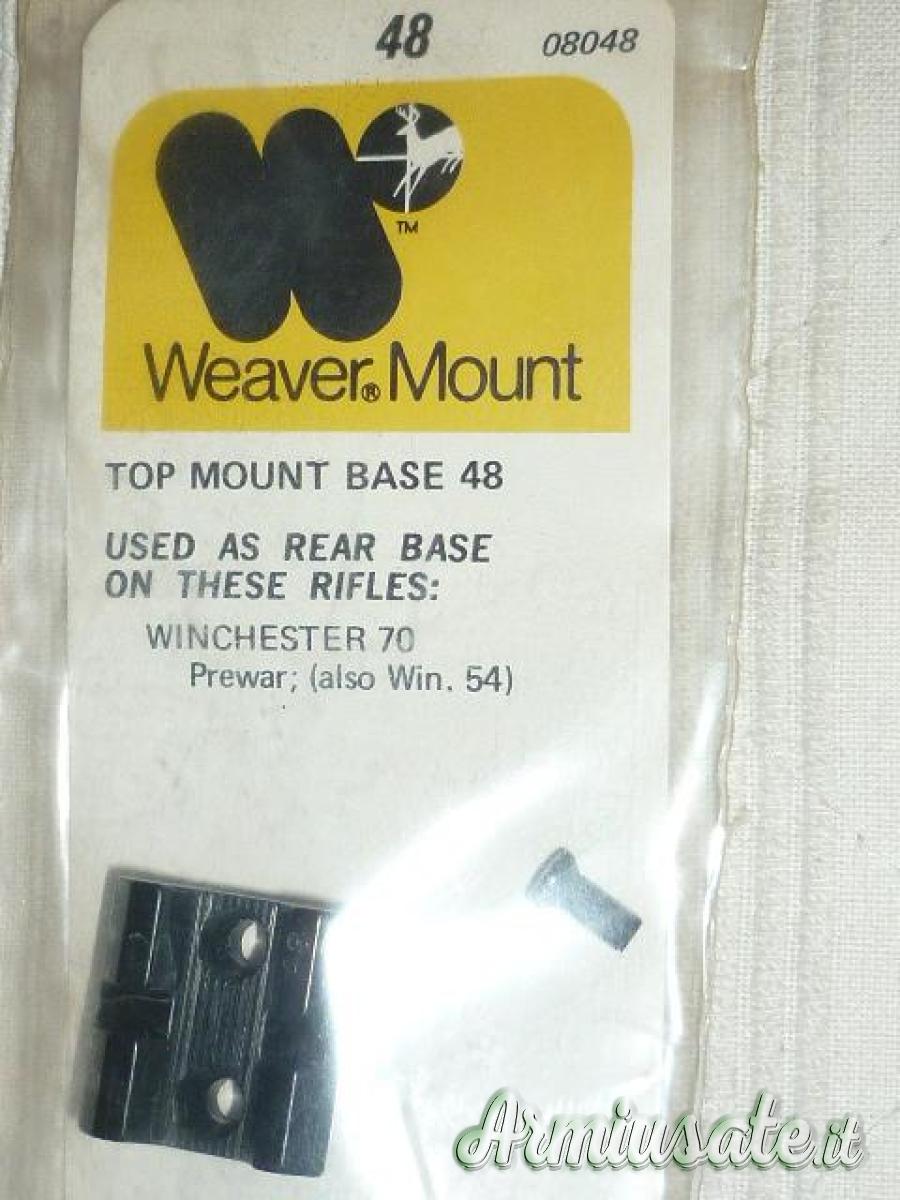 48 08048
TM
Weaver® Mount
TOP MOUNT BASE 48
USED AS REAR BASE
ON THESE RIFLES:
WINCHESTER 70
Prewar; (also Win. 54)
Armiusate.it